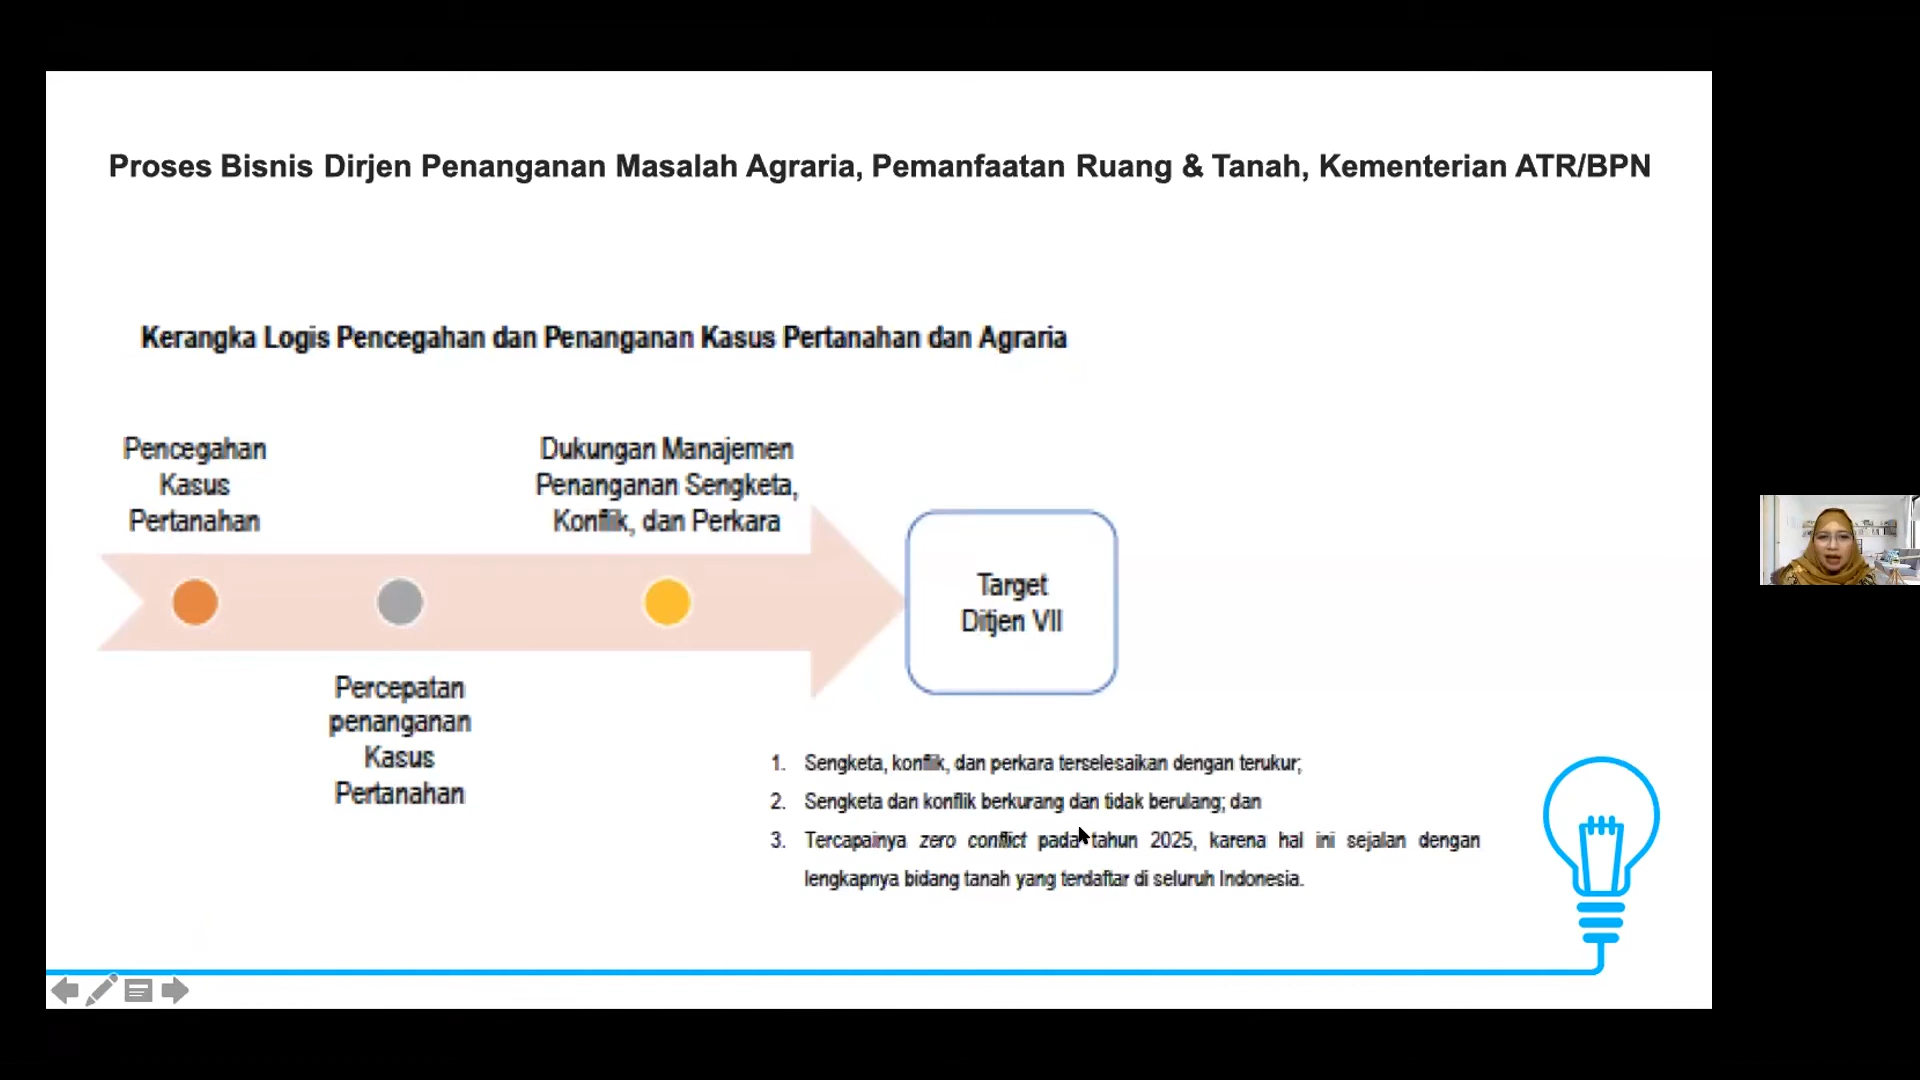 Proses Bisnis Dirjen Penanganan Masalah Agraria, Pemanfaatan Ruang & Tanah, Kementerian ATR/BPN
Kerangka Logis Pencegahan dan Penanganan Kasus Pertanahan dan Agraria
Pencegahan
Kasus
Pertanahan
Percepatan
penanganan
Kasus
Pertanahan
Dukungan Manajemen
Penanganan Sengketa,
Konflik, dan Perkara
Target
Ditjen VII
1. Sengketa, konflik, dan perkara terselesaikan dengan terukur;
2. Sengketa dan konflik berkurang dan tidak berulang; dan
3. Tercapainya zero conflict pada tahun 2025, karena hal ini sejalan dengan
lengkapnya bidang tanah yang terdaftar di seluruh Indonesia.